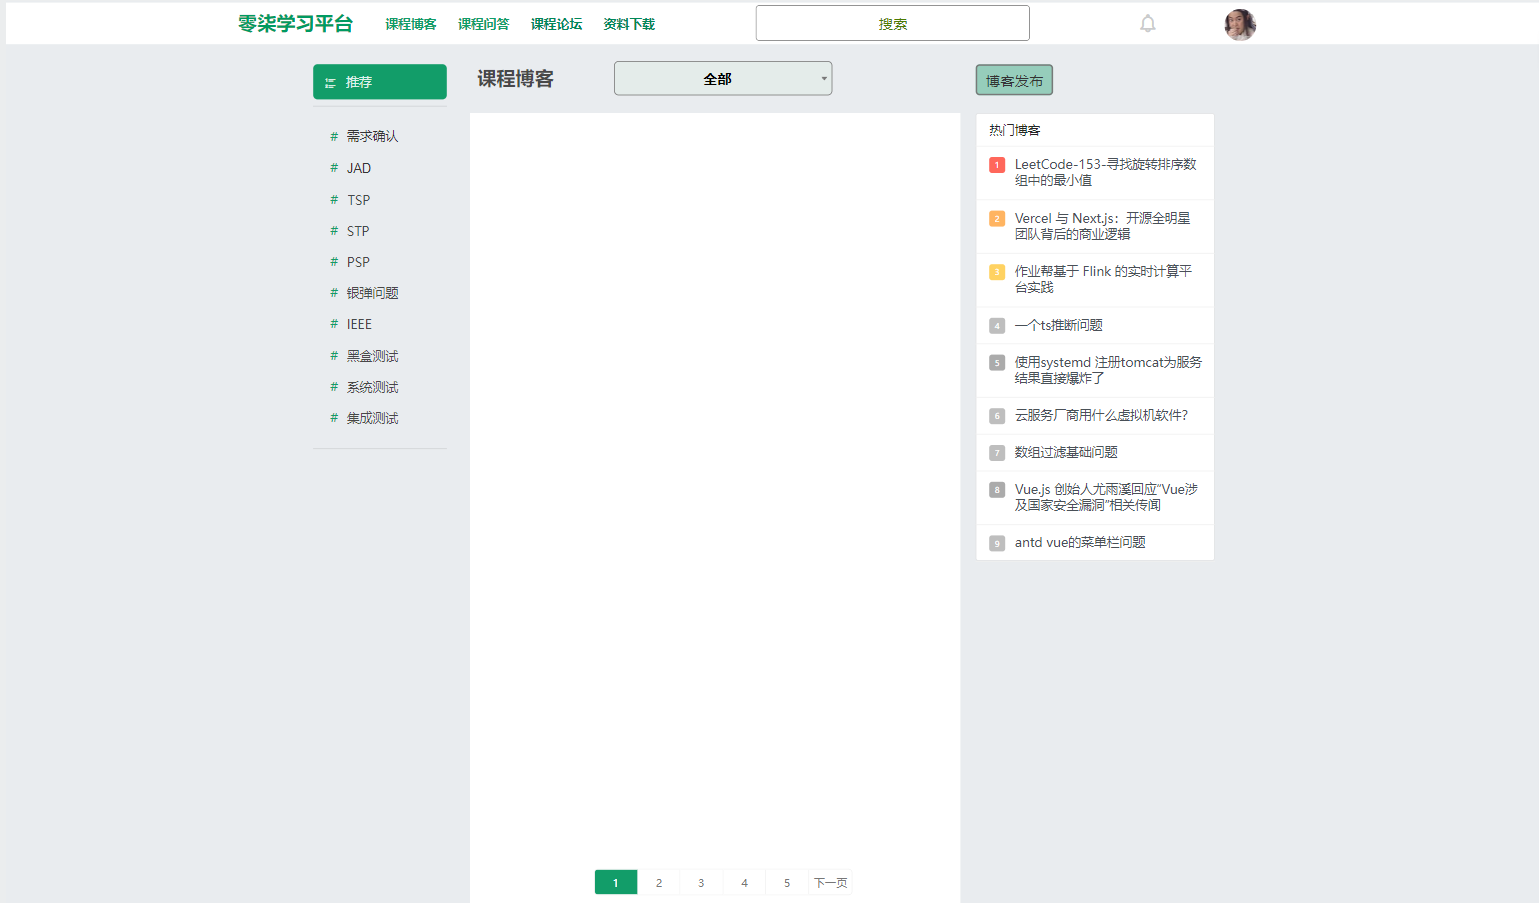 零柒学习平台 课程博客 课程问答 课程论坛 资料下载 搜索
推荐
# 需求确认
# JAD
# TSP
# STP
# PSP
# 银弹问题
# IEEE
# 黑盒测试
# 系统测试
# 集成测试
课程博客 全部
博客发布
热门博客
1 LeetCode-153-寻找旋转排序数
组中的最小值
2 Vercel 与 Next.js：开源全明星
团队背后的商业逻辑
3 作业帮基于 Flink 的实时计算平
台实践
4 一个ts推断问题
5 使用systemd 注册tomcat为服务
结果直接爆炸了
6 云服务厂商用什么虚拟机软件?
7 数组过滤基础问题
8 Vue.js 创始人尤雨溪回应“Vue涉
及国家安全漏洞”相关传闻
9 antd vue的菜单栏问题
1 2 3 4 5 下一页